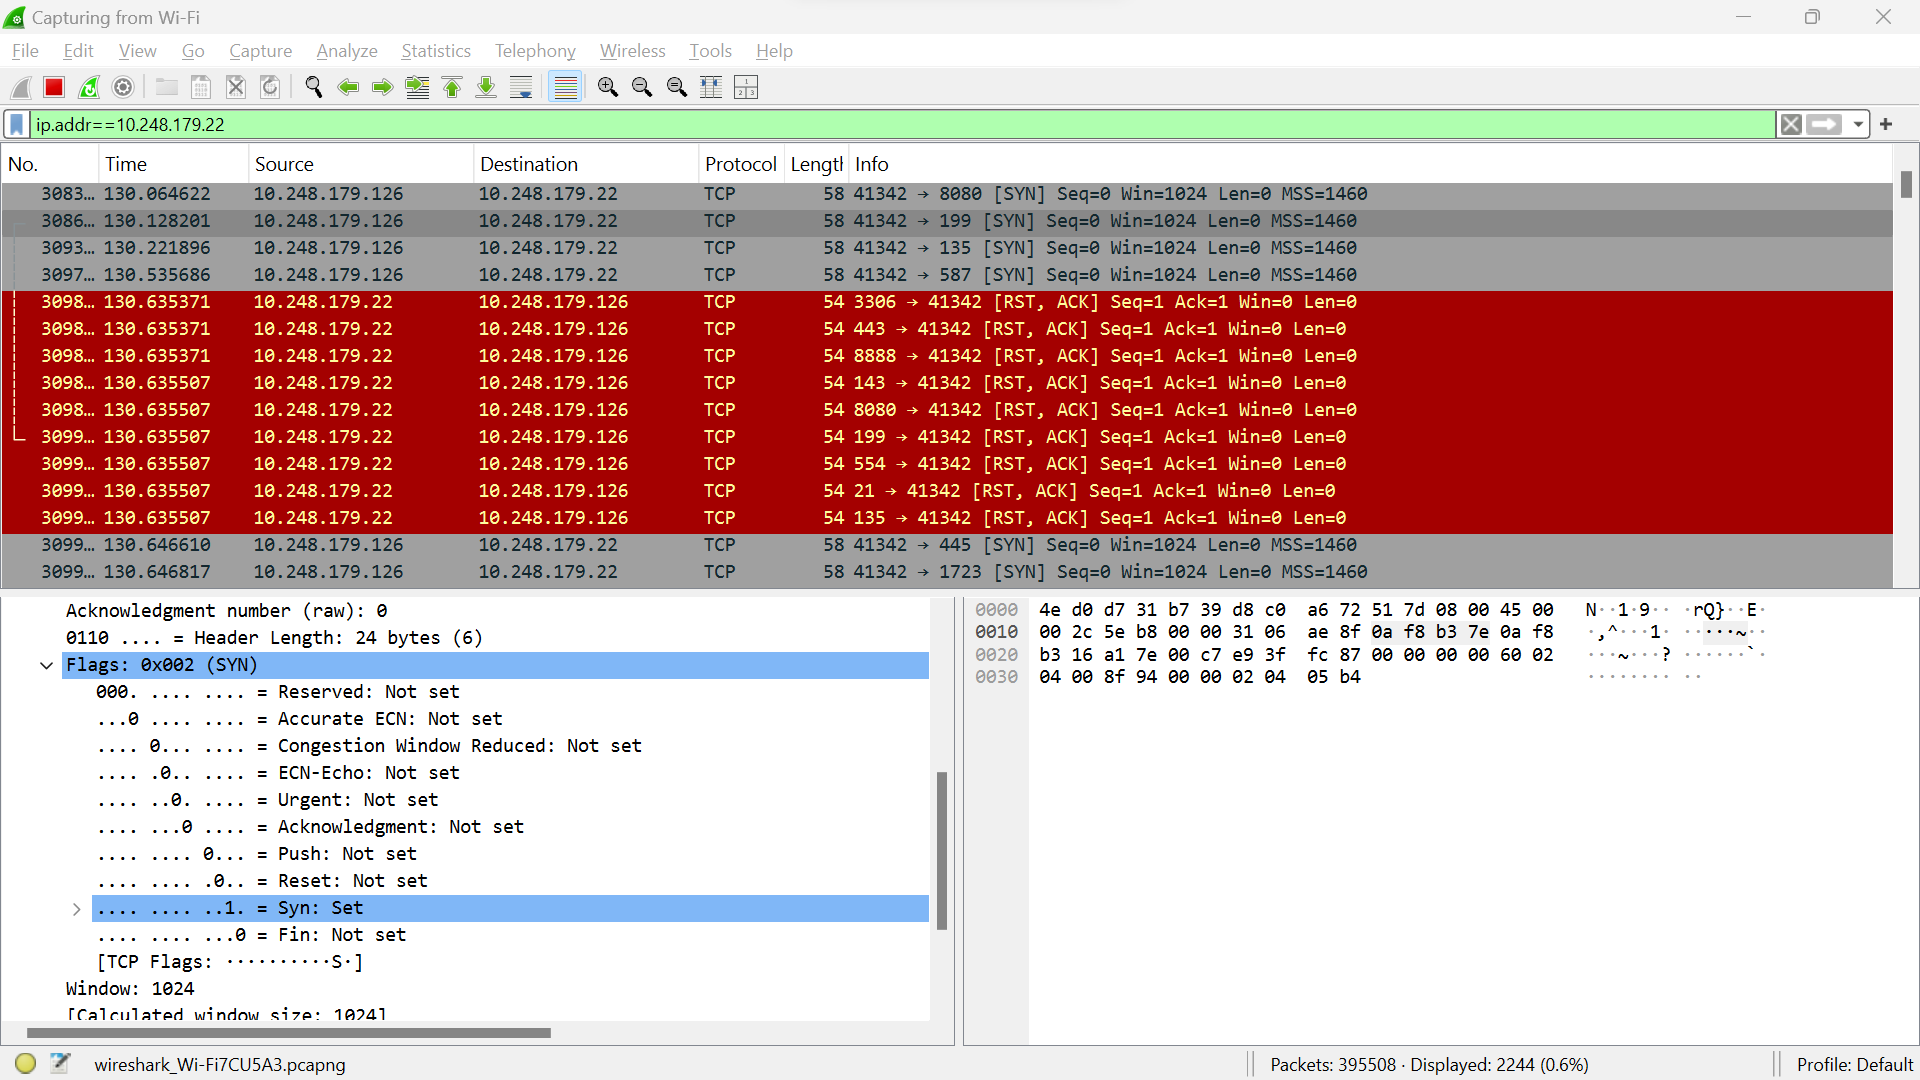 Capturing from Wi-Fi
File Edit View Go Capture Analyze Statistics Telephony Wireless Tools Help
ip.addr==10.248.179.22
No. Time Source Destination Protocol Length Info
3083… 130.064622 10.248.179.126 10.248.179.22 TCP 58 41342 → 8080 [SYN] Seq=0 Win=1024 Len=0 MSS=1460
3086… 130.128201 10.248.179.126 10.248.179.22 TCP 58 41342 → 199 [SYN] Seq=0 Win=1024 Len=0 MSS=1460
3093… 130.221896 10.248.179.126 10.248.179.22 TCP 58 41342 → 135 [SYN] Seq=0 Win=1024 Len=0 MSS=1460
3097… 130.535686 10.248.179.126 10.248.179.22 TCP 58 41342 → 587 [SYN] Seq=0 Win=1024 Len=0 MSS=1460
3098… 130.635371 10.248.179.22 10.248.179.126 TCP 54 3306 → 41342 [RST, ACK] Seq=1 Ack=1 Win=0 Len=0
3098… 130.635371 10.248.179.22 10.248.179.126 TCP 54 443 → 41342 [RST, ACK] Seq=1 Ack=1 Win=0 Len=0
3098… 130.635371 10.248.179.22 10.248.179.126 TCP 54 8888 → 41342 [RST, ACK] Seq=1 Ack=1 Win=0 Len=0
3098… 130.635507 10.248.179.22 10.248.179.126 TCP 54 143 → 41342 [RST, ACK] Seq=1 Ack=1 Win=0 Len=0
3098… 130.635507 10.248.179.22 10.248.179.126 TCP 54 8080 → 41342 [RST, ACK] Seq=1 Ack=1 Win=0 Len=0
3099… 130.635507 10.248.179.22 10.248.179.126 TCP 54 199 → 41342 [RST, ACK] Seq=1 Ack=1 Win=0 Len=0
3099… 130.635507 10.248.179.22 10.248.179.126 TCP 54 554 → 41342 [RST, ACK] Seq=1 Ack=1 Win=0 Len=0
3099… 130.635507 10.248.179.22 10.248.179.126 TCP 54 21 → 41342 [RST, ACK] Seq=1 Ack=1 Win=0 Len=0
3099… 130.635507 10.248.179.22 10.248.179.126 TCP 54 135 → 41342 [RST, ACK] Seq=1 Ack=1 Win=0 Len=0
3099… 130.646610 10.248.179.126 10.248.179.22 TCP 58 41342 → 445 [SYN] Seq=0 Win=1024 Len=0 MSS=1460
3099… 130.646817 10.248.179.126 10.248.179.22 TCP 58 41342 → 1723 [SYN] Seq=0 Win=1024 Len=0 MSS=1460
Acknowledgment number (raw): 0
0110 .... = Header Length: 24 bytes (6)
Flags: 0x002 (SYN)
000. .... .... = Reserved: Not set
...0 .... .... = Accurate ECN: Not set
.... 0... .... = Congestion Window Reduced: Not set
.... .0.. .... = ECN-Echo: Not set
.... ..0. .... = Urgent: Not set
.... ...0 .... = Acknowledgment: Not set
.... .... 0... = Push: Not set
.... .... .0.. = Reset: Not set
.... .... ..1. = Syn: Set
.... .... ...0 = Fin: Not set
[TCP Flags: ··········S·]
Window: 1024
[Calculated window size: 1024]
0000 4e d0 d7 31 b7 39 d8 c0 a6 72 51 7d 08 00 45 00 N··1·9·· ·rQ}··E·
0010 00 2c 5e b8 00 00 31 06 ae 8f 0a f8 b3 7e 0a f8 ·,^···1· ·····~··
0020 b3 16 a1 7e 00 c7 e9 3f fc 87 00 00 00 00 60 02 ···~···? ······`·
0030 04 00 8f 94 00 00 02 04 05 b4 ········ ··
wireshark_Wi-Fi7CU5A3.pcapng
Packets: 395508 · Displayed: 2244 (0.6%)
Profile: Default